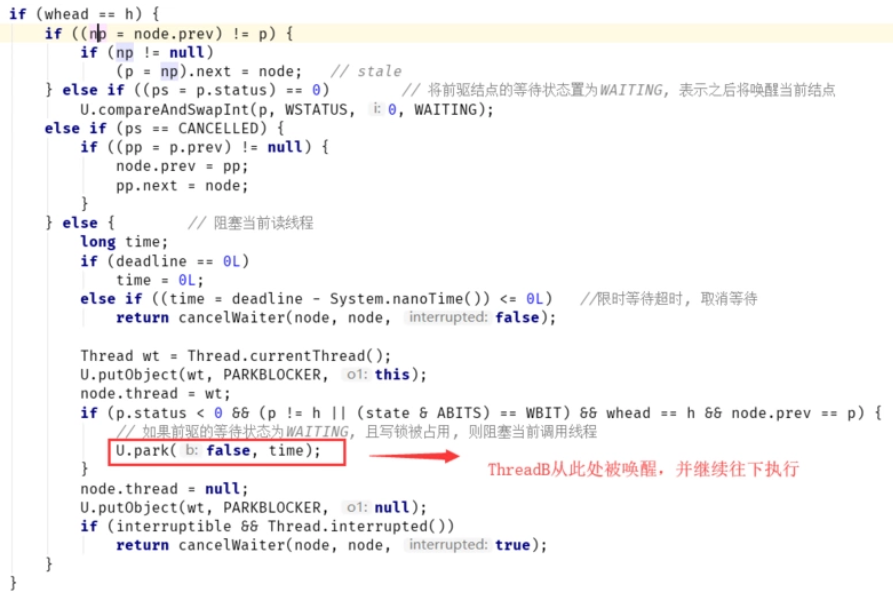 if (whead == h) {
if ((np = node.prev) != p) {
if (np != null)
(p = np).next = node;   // stale
} else if ((ps = p.status) == 0)        // 将前驱结点的等待状态置为WAITING, 表示之后将唤醒当前结点
U.compareAndSwapInt(p, WSTATUS, i: 0, WAITING);
else if (ps == CANCELLED) {
if ((pp = p.prev) != null) {
node.prev = pp;
pp.next = node;
}
} else {        // 阻塞当前读线程
long time;
if (deadline == 0L)
time = 0L;
else if ((time = deadline - System.nanoTime()) <= 0L)   //限时等待超时, 取消等待
return cancelWaiter(node, node, interrupted: false);
Thread wt = Thread.currentThread();
U.putObject(wt, PARKBLOCKER, o1: this);
node.thread = wt;
if (p.status < 0 && (p != h || (state & ABITS) == WBIT) && whead == h && node.prev == p) {
// 如果前驱的等待状态为WAITING, 且写锁被占用, 则阻塞当前调用线程
U.park( b: false, time);
ThreadB从此处被唤醒，并继续往下执行
}
node.thread = null;
U.putObject(wt, PARKBLOCKER, o1: null);
if (interruptible && Thread.interrupted())
return cancelWaiter(node, node, interrupted: true);
}
}